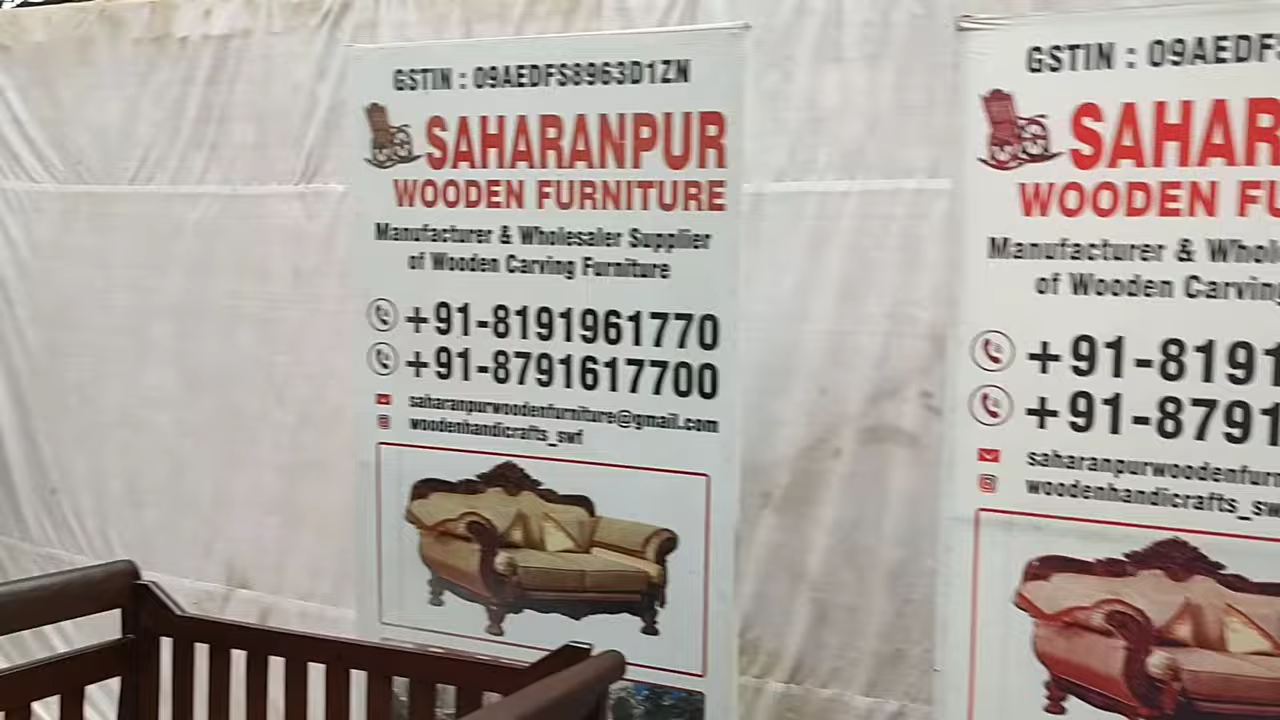 GSTIN : 09AEDFS8963D1ZN
SAHARANPUR
WOODEN FURNITURE
Manufacturer & Wholesaler Supplier
of Wooden Carving Furniture
+91-8191961770
+91-8791617700
saharanpurwoodenfurniture@gmail.com
woodenhandicrafts_swf
GSTIN : 09AEDF
SAHAR
WOODEN FU
Manufacturer & Whol
of Wooden Carving
+91-8191
+91-8791
saharanpurwoodenfurn
woodenhandicrafts_sw